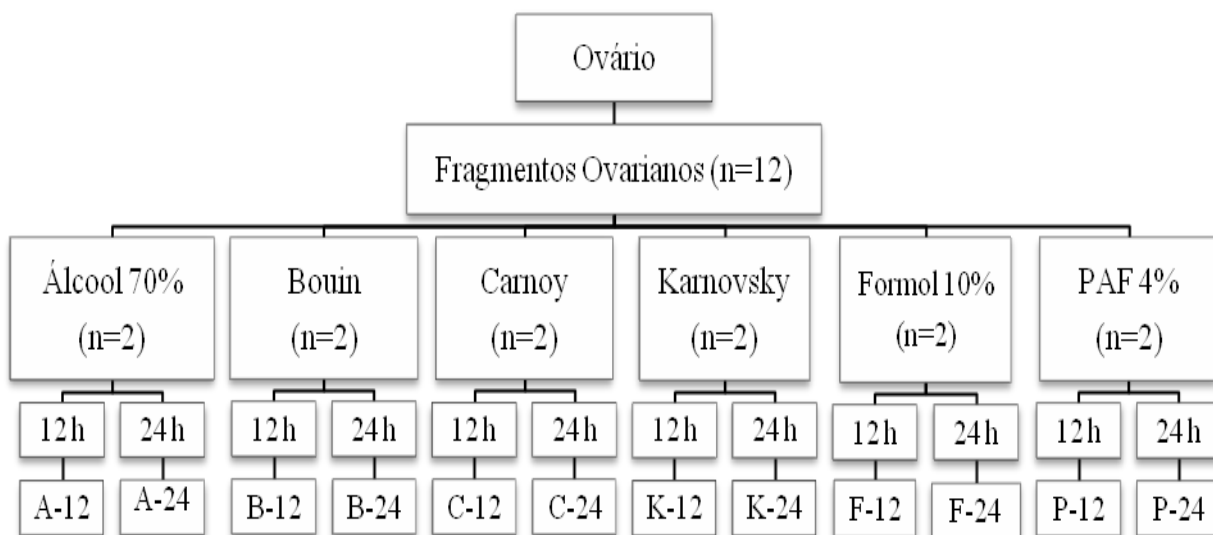 Ovário
Fragmentos Ovarianos (n=12)
Álcool 70%
(n=2)
Bouin
(n=2)
Carnoy
(n=2)
Karnovsky
(n=2)
Formol 10%
(n=2)
PAF 4%
(n=2)
12h
24h
12h
24h
12h
24h
12h
24h
12h
24h
12h
24h
A-12
A-24
B-12
B-24
C-12
C-24
K-12
K-24
F-12
F-24
P-12
P-24